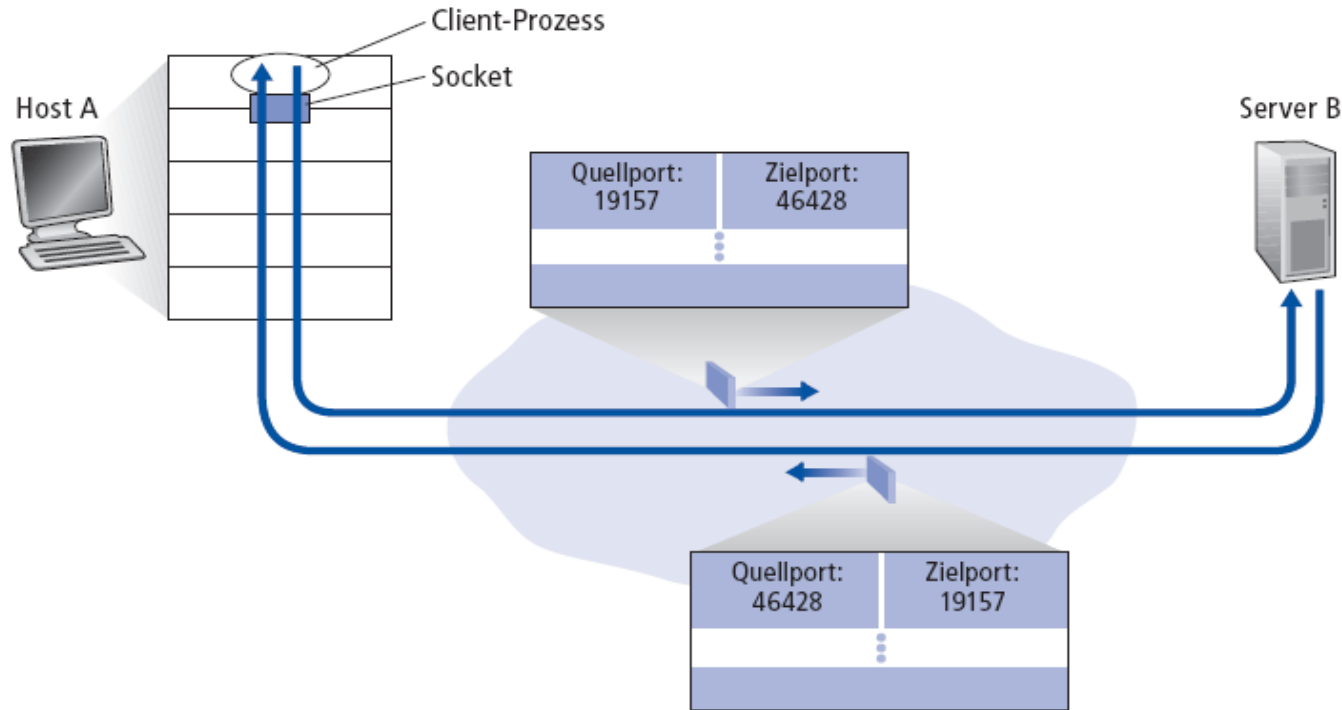 Client-Prozess
Socket
Host A
Server B
Quellport:
19157
Zielport:
46428
Quellport:
46428
Zielport:
19157